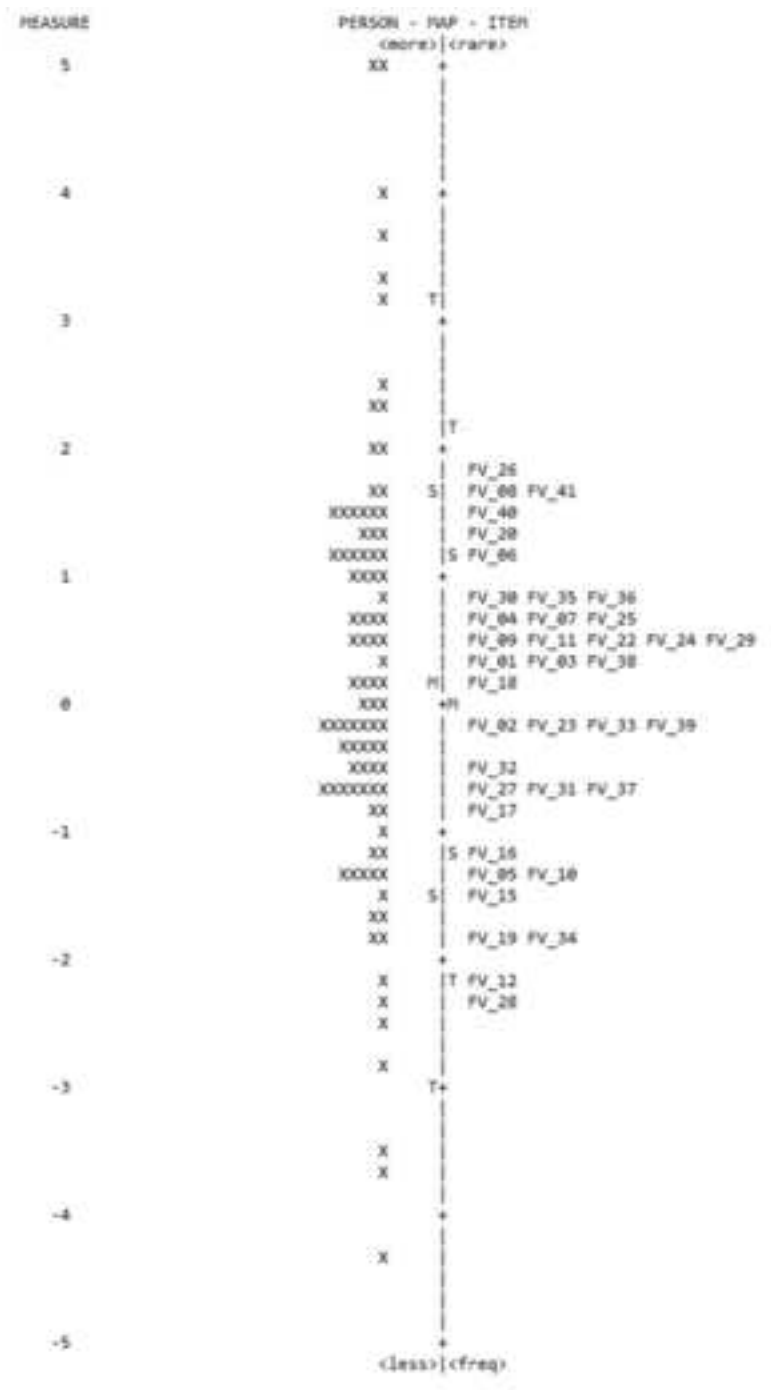 MEASURE PERSON - MAP - ITEM
<more>|<rare>
5 XX +
4 X +
X |
X |
X T|
3 +
X |
XX |
|T
2 XX +
| FV_26
XX S| FV_08 FV_41
XXXXXX | FV_40
XXX | FV_20
XXXXXX |S FV_06
1 XXXX +
X | FV_30 FV_35 FV_36
XXXX | FV_04 FV_07 FV_25
XXXX | FV_09 FV_11 FV_22 FV_24 FV_29
X | FV_01 FV_03 FV_38
XXXX M| FV_18
0 XXX +M
XXXXXXX | FV_02 FV_23 FV_33 FV_39
XXXXX |
XXXX | FV_32
XXXXXXX | FV_27 FV_31 FV_37
XX | FV_17
-1 X +
XX |S FV_16
XXXXX | FV_05 FV_10
X S| FV_15
XX |
XX | FV_19 FV_34
-2 +
X |T FV_12
X | FV_28
X |
X |
-3 T+
X |
X |
-4 +
X |
-5 +
<less>|<freq>